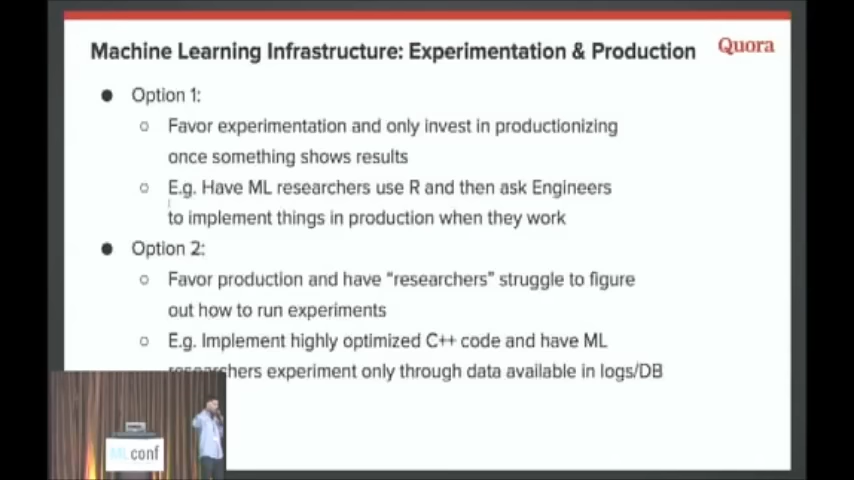 Machine Learning Infrastructure: Experimentation & Production
Quora
● Option 1:
○ Favor experimentation and only invest in productionizing
once something shows results
○ E.g. Have ML researchers use R and then ask Engineers
to implement things in production when they work
● Option 2:
○ Favor production and have “researchers” struggle to figure
out how to run experiments
○ E.g. Implement highly optimized C++ code and have ML
researchers experiment only through data available in logs/DB
MLconf